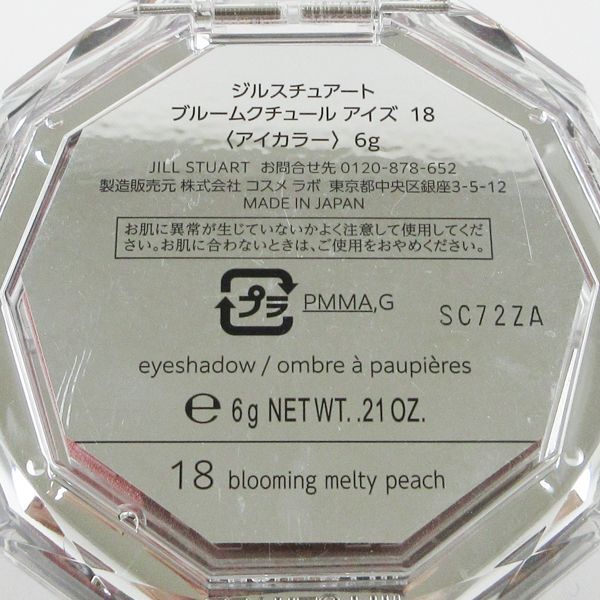 ジルスチュアート
ブルームクチュール アイズ 18
〈アイカラー〉 6g
JILL STUART お問合せ先 0120-878-652
製造販売元 株式会社 コスメ ラボ 東京都中央区銀座3-5-12
MADE IN JAPAN
お肌に異常が生じていないかよく注意して使用してくだ
さい。お肌に合わないときは、ご使用をおやめください。
プラ PMMA,G
SC72ZA
eyeshadow / ombre à paupières
e 6g NET WT. .21 OZ.
18 blooming melty peach